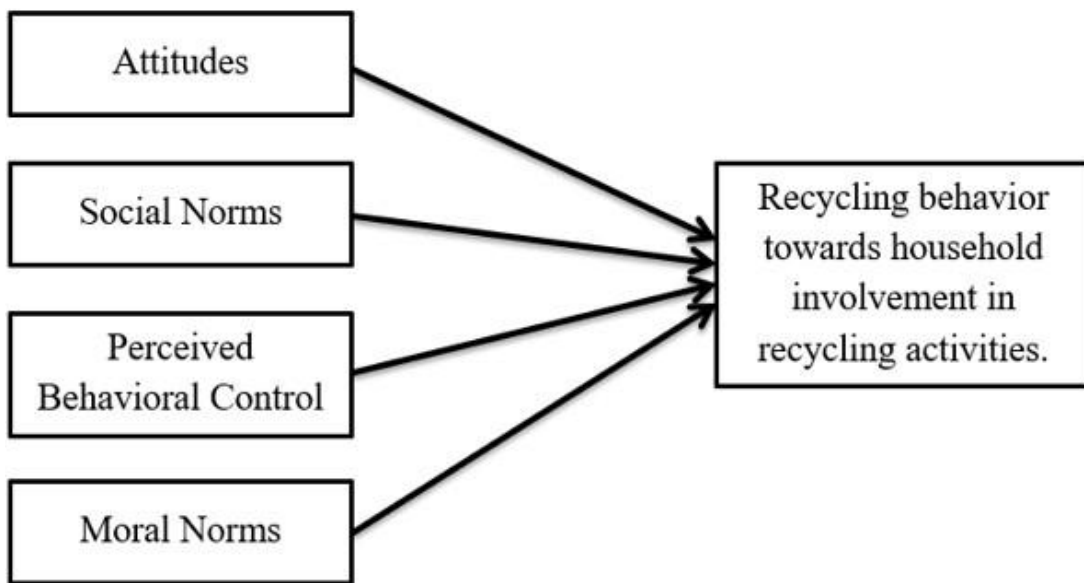 Attitudes
Social Norms
Perceived
Behavioral Control
Moral Norms
Recycling behavior
towards household
involvement in
recycling activities.